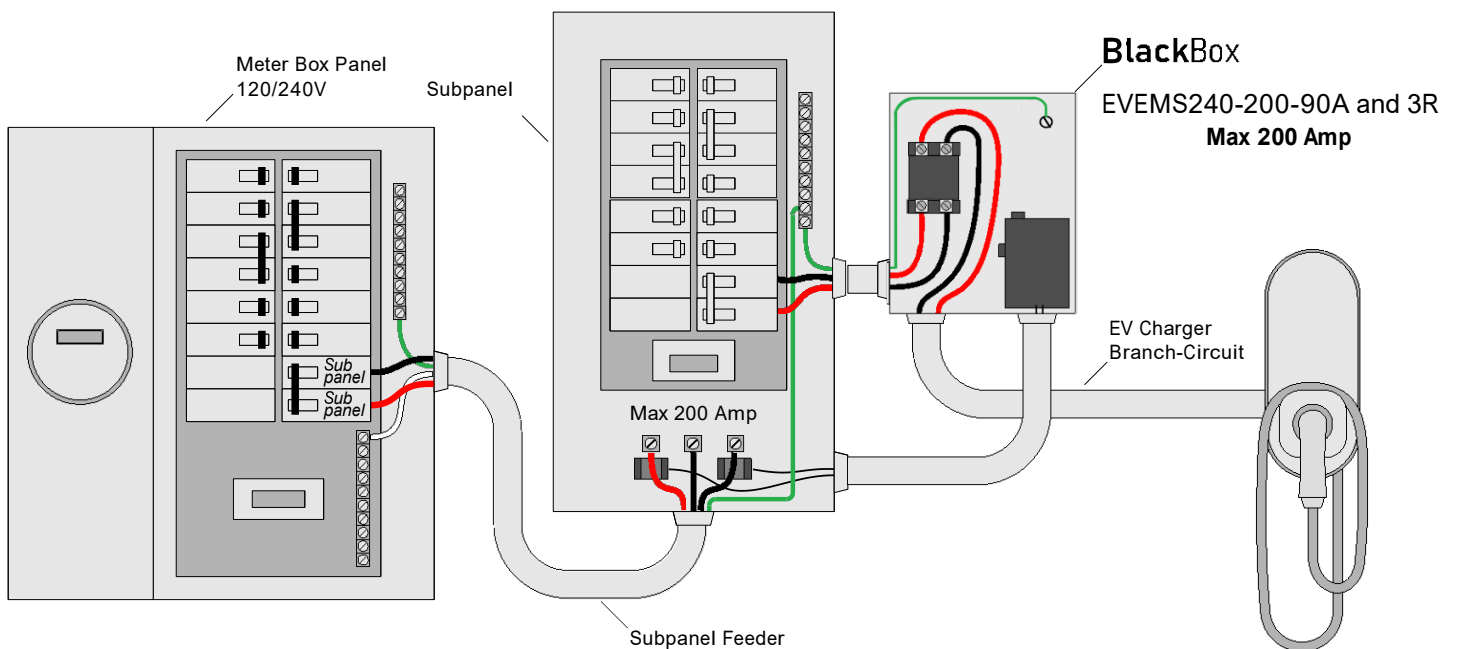 Meter Box Panel
120/240V
Subpanel
BlackBox
EVEMS240-200-90A and 3R
Max 200 Amp
Sub
panel
Sub
panel
EV Charger
Branch-Circuit
Max 200 Amp
Subpanel Feeder